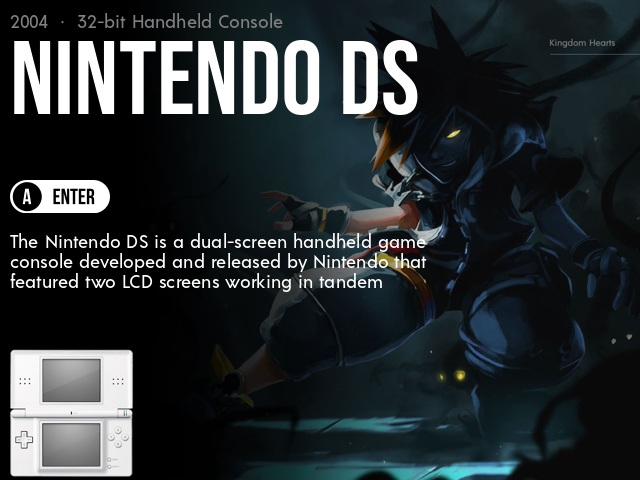 2004 · 32-bit Handheld Console
NINTENDO DS
Kingdom Hearts
A ENTER
The Nintendo DS is a dual-screen handheld game
console developed and released by Nintendo that
featured two LCD screens working in tandem